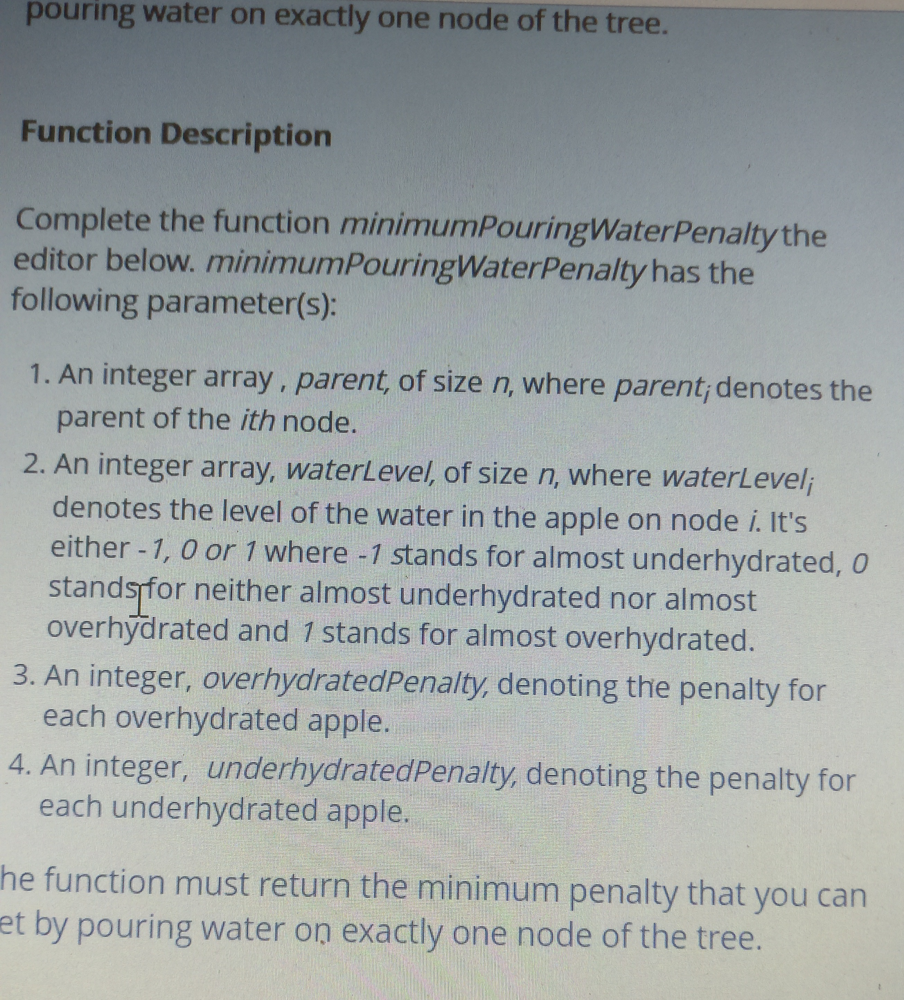 pouring water on exactly one node of the tree.
Function Description
Complete the function minimumPouringWaterPenalty the
editor below. minimumPouringWaterPenalty has the
following parameter(s):
1. An integer array , parent, of size n, where parenti denotes the
parent of the ith node.
2. An integer array, waterLevel, of size n, where waterLeveli
denotes the level of the water in the apple on node i. It's
either -1, 0 or 1 where -1 stands for almost underhydrated, 0
stands for neither almost underhydrated nor almost
overhydrated and 1 stands for almost overhydrated.
3. An integer, overhydratedPenalty, denoting the penalty for
each overhydrated apple.
4. An integer, underhydratedPenalty, denoting the penalty for
each underhydrated apple.
he function must return the minimum penalty that you can
et by pouring water on exactly one node of the tree.